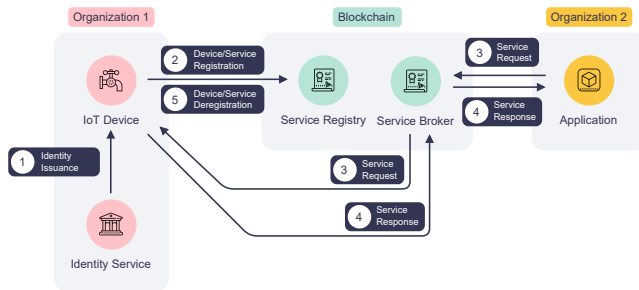 Organization 1
Blockchain
Organization 2
2
Device/Service
Registration
3
Service
Request
5
Device/Service
Deregistration
4
Service
Response
IoT Device
Service Registry
Service Broker
Application
1
Identity
Issuance
3
Service
Request
4
Service
Response
Identity Service